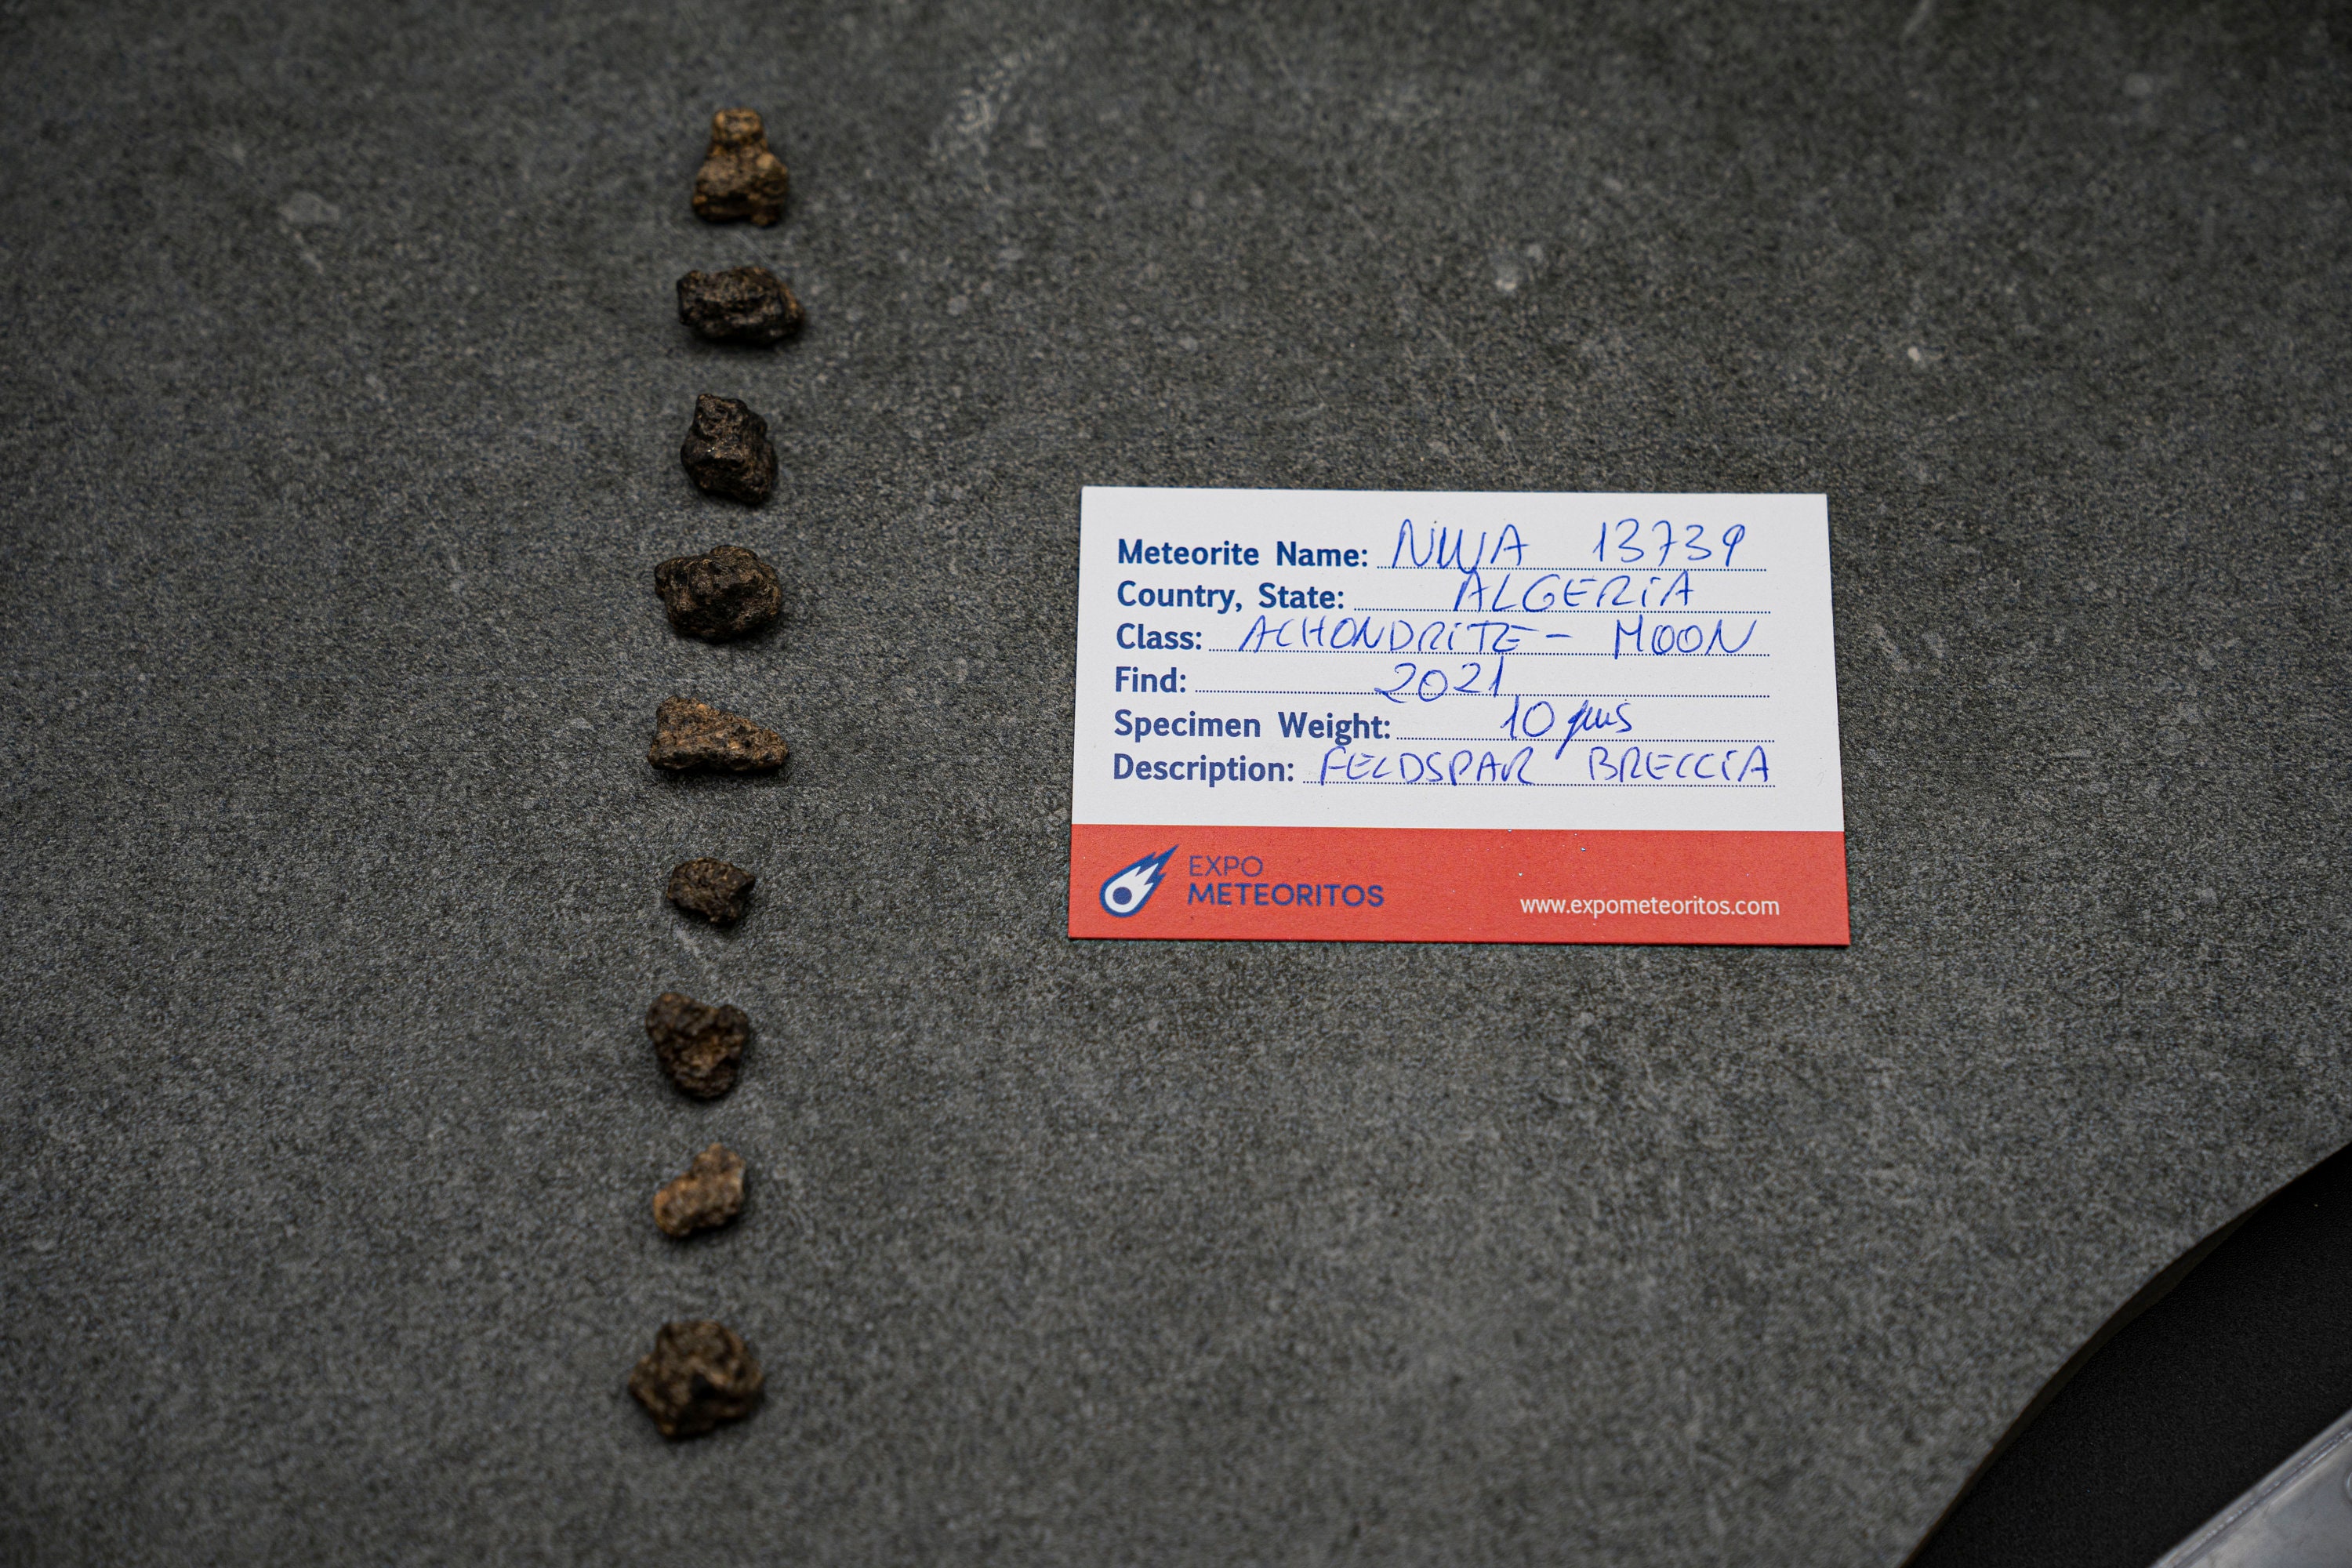 Meteorite Name: NWA 13739
Country, State: ALGERIA
Class: ACHONDRITE - MOON
Find: 2021
Specimen Weight: 10 gms
Description: FELDSPAR BRECCIA
EXPO
METEORITOS
www.expometeoritos.com